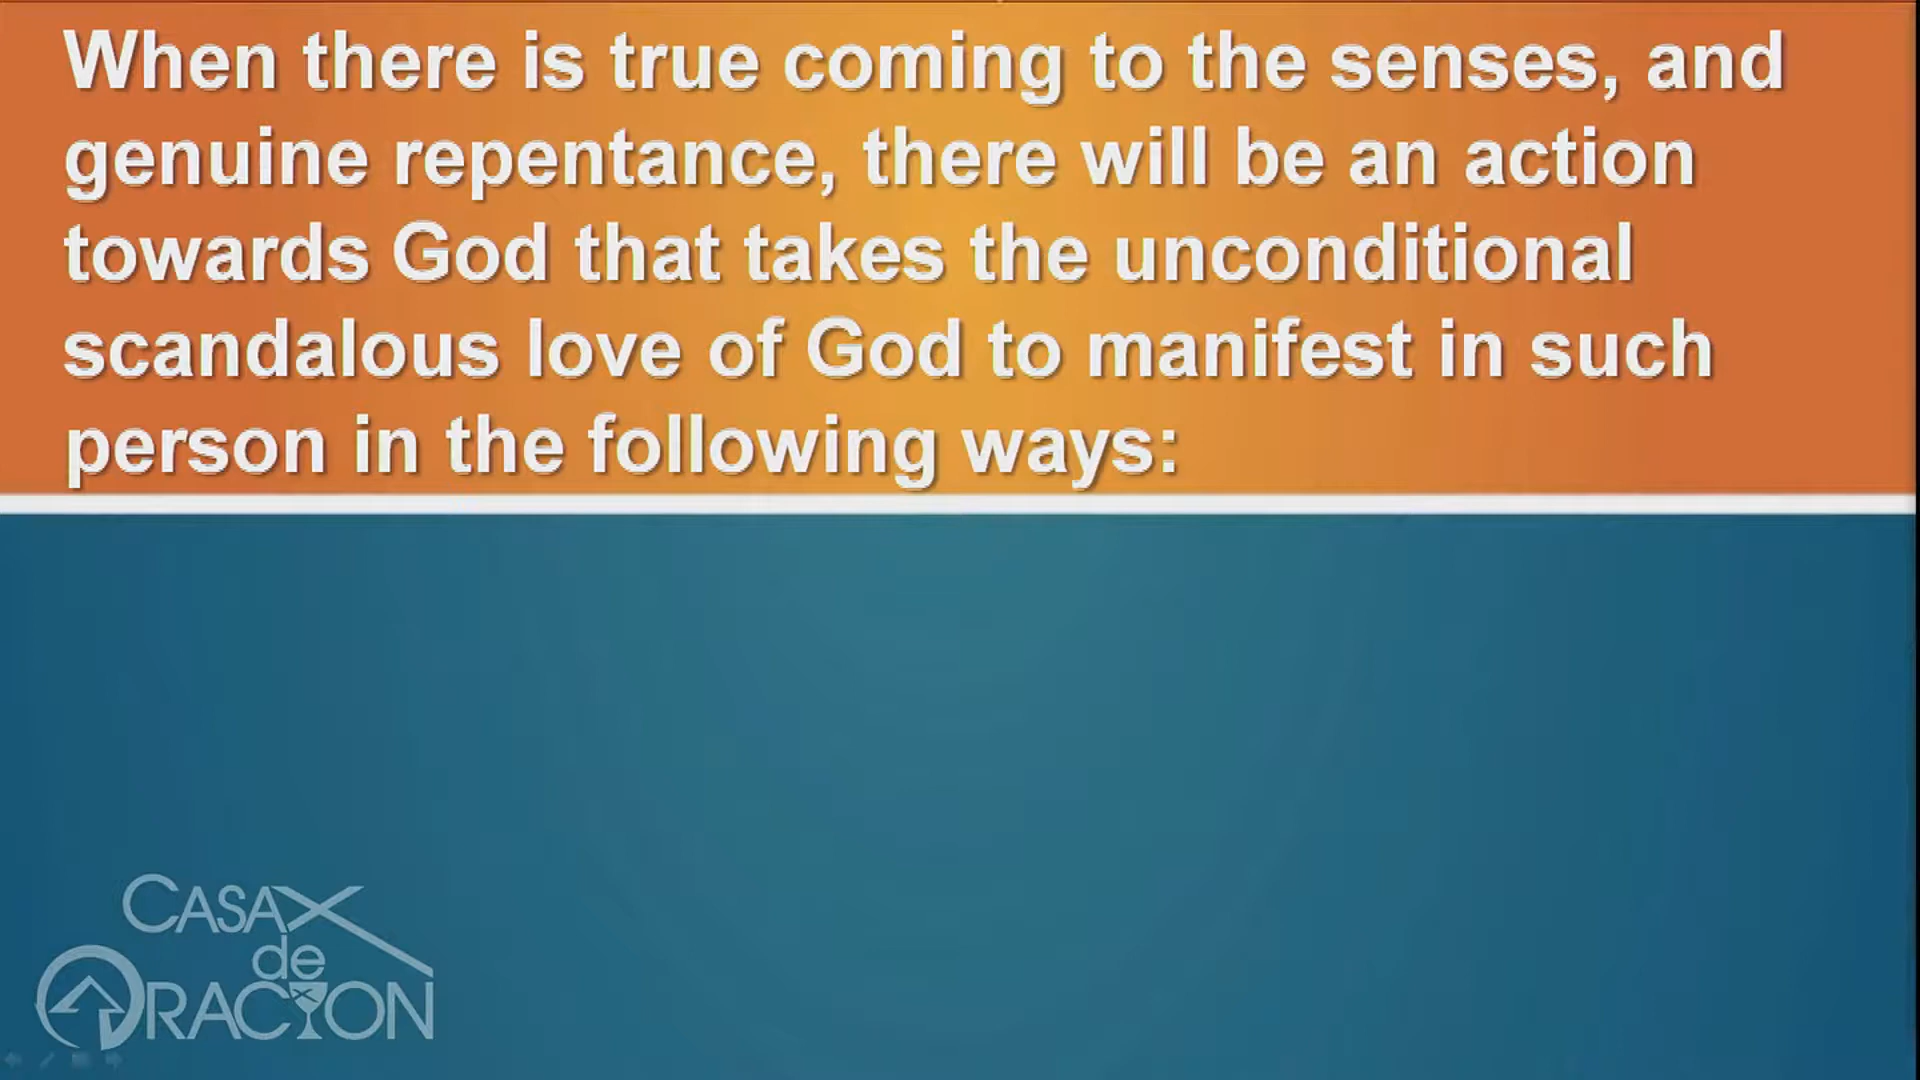 When there is true coming to the senses, and
genuine repentance, there will be an action
towards God that takes the unconditional
scandalous love of God to manifest in such
person in the following ways:
CASA
de
ORACION